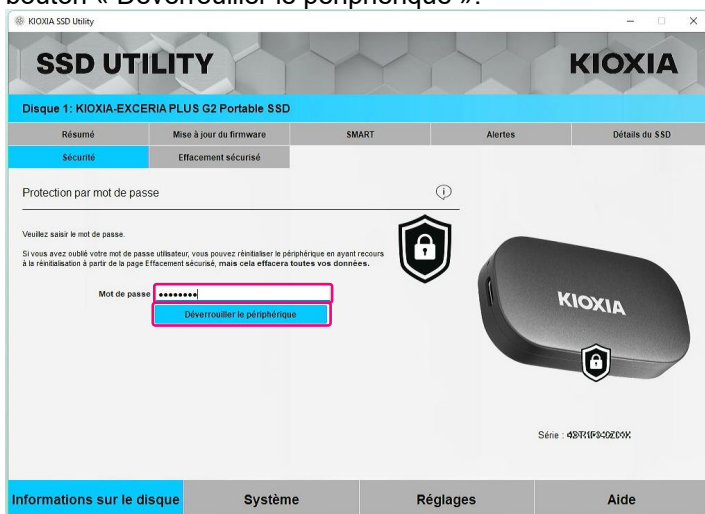 bouton « Déverrouiller le périphérique ».
KIOXIA SSD Utility
SSD UTILITY
KIOXIA
Disque 1: KIOXIA-EXCERIA PLUS G2 Portable SSD
Résumé
Mise à jour du firmware
SMART
Alertes
Détails du SSD
Sécurité
Effacement sécurisé
Protection par mot de passe
Veuillez saisir le mot de passe.
Si vous avez oublié votre mot de passe utilisateur, vous pouvez réinitialiser le périphérique en ayant recours
à la réinitialisation à partir de la page Effacement sécurisé, mais cela effacera toutes vos données.
Mot de passe
Déverrouiller le périphérique
KIOXIA
Série :
Informations sur le disque
Système
Réglages
Aide